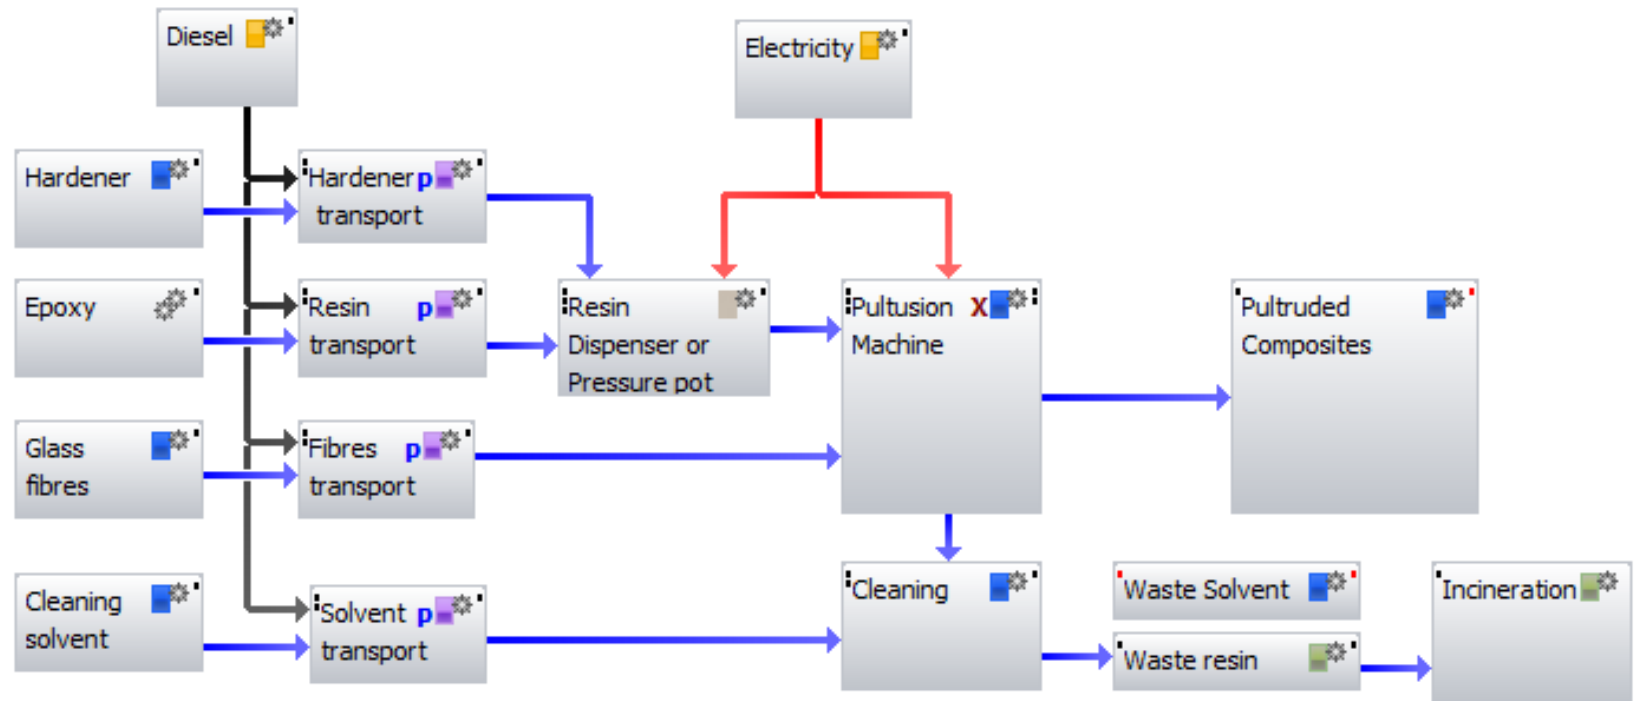 Diesel
Electricity
Hardener
Hardener p
transport
Epoxy
Resin p
transport
Resin
Dispenser or
Pressure pot
Pultusion X
Machine
Pultruded
Composites
Glass
fibres
Fibres p
transport
Cleaning
solvent
Solvent p
transport
Cleaning
Waste Solvent
Waste resin
Incineration